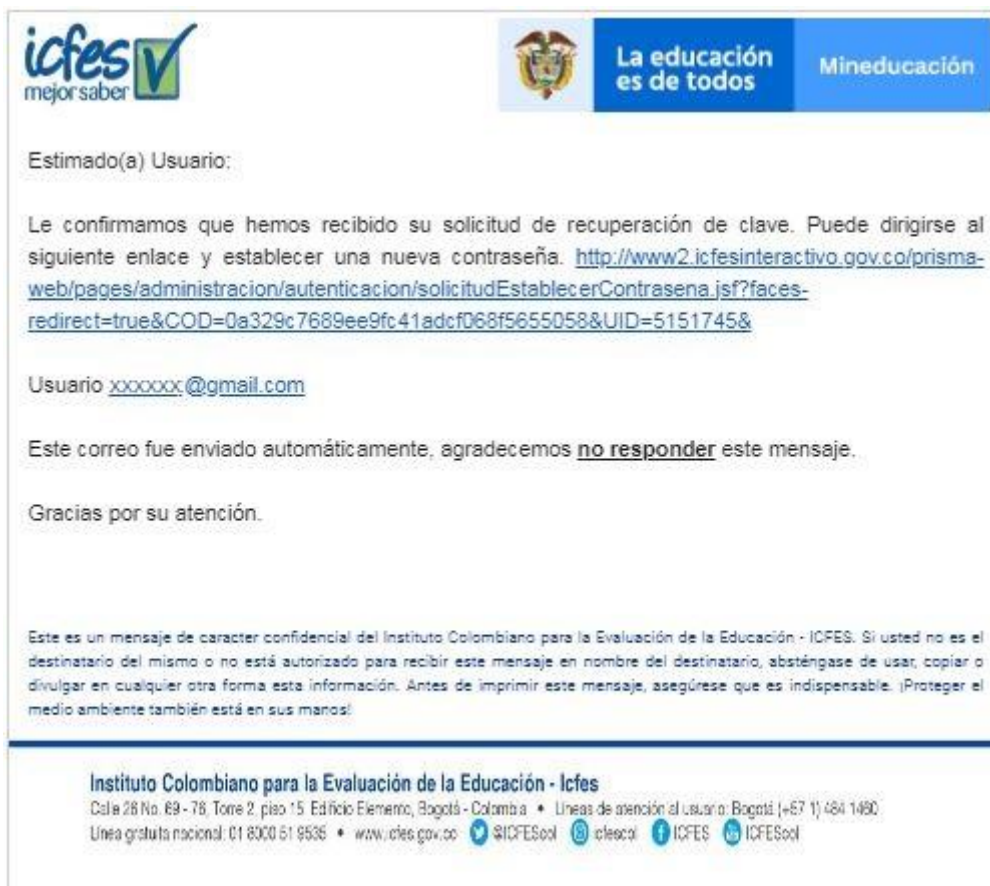 icfes
mejor saber
La educación
es de todos
Mineducación
Estimado(a) Usuario:
Le confirmamos que hemos recibido su solicitud de recuperación de clave. Puede dirigirse al
siguiente enlace y establecer una nueva contraseña. http://www2.icfesinteractivo.gov.co/prisma-
web/pages/administracion/autenticacion/solicitudEstablecerContrasena.jsf?faces-
redirect=true&COD=0a329c7689ee9fc41adcf068f5655058&UID=5151745&
Usuario xxxxxx @gmail.com
Este correo fue enviado automáticamente, agradecemos no responder este mensaje.
Gracias por su atención.
Este es un mensaje de caracter confidencial del Instituto Colombiano para la Evaluación de la Educación - ICFES. Si usted no es el
destinatario del mismo o no está autorizado para recibir este mensaje en nombre del destinatario, absténgase de usar, copiar o
divulgar en cualquier otra forma esta información. Antes de imprimir este mensaje, asegúrese que es indispensable. ¡Proteger el
medio ambiente también está en sus manos!
Instituto Colombiano para la Evaluación de la Educación - Icfes
Calle 26 No. 69 - 76, Torre 2, piso 15, Edificio Elemento, Bogotá - Colombia • Líneas de atención al usuario: Bogotá (+57 1) 484 1460
Línea gratuita nacional: 01 8000 51 9535 • www.icfes.gov.co @ICFEScol icfescol ICFES ICFEScol